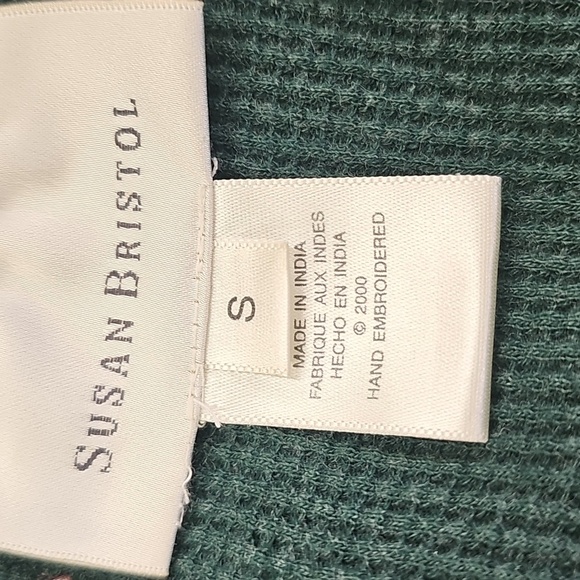 SUSAN BRISTOL
S
MADE IN INDIA
FABRIQUE AUX INDES
HECHO EN INDIA
© 2000
HAND EMBROIDERED